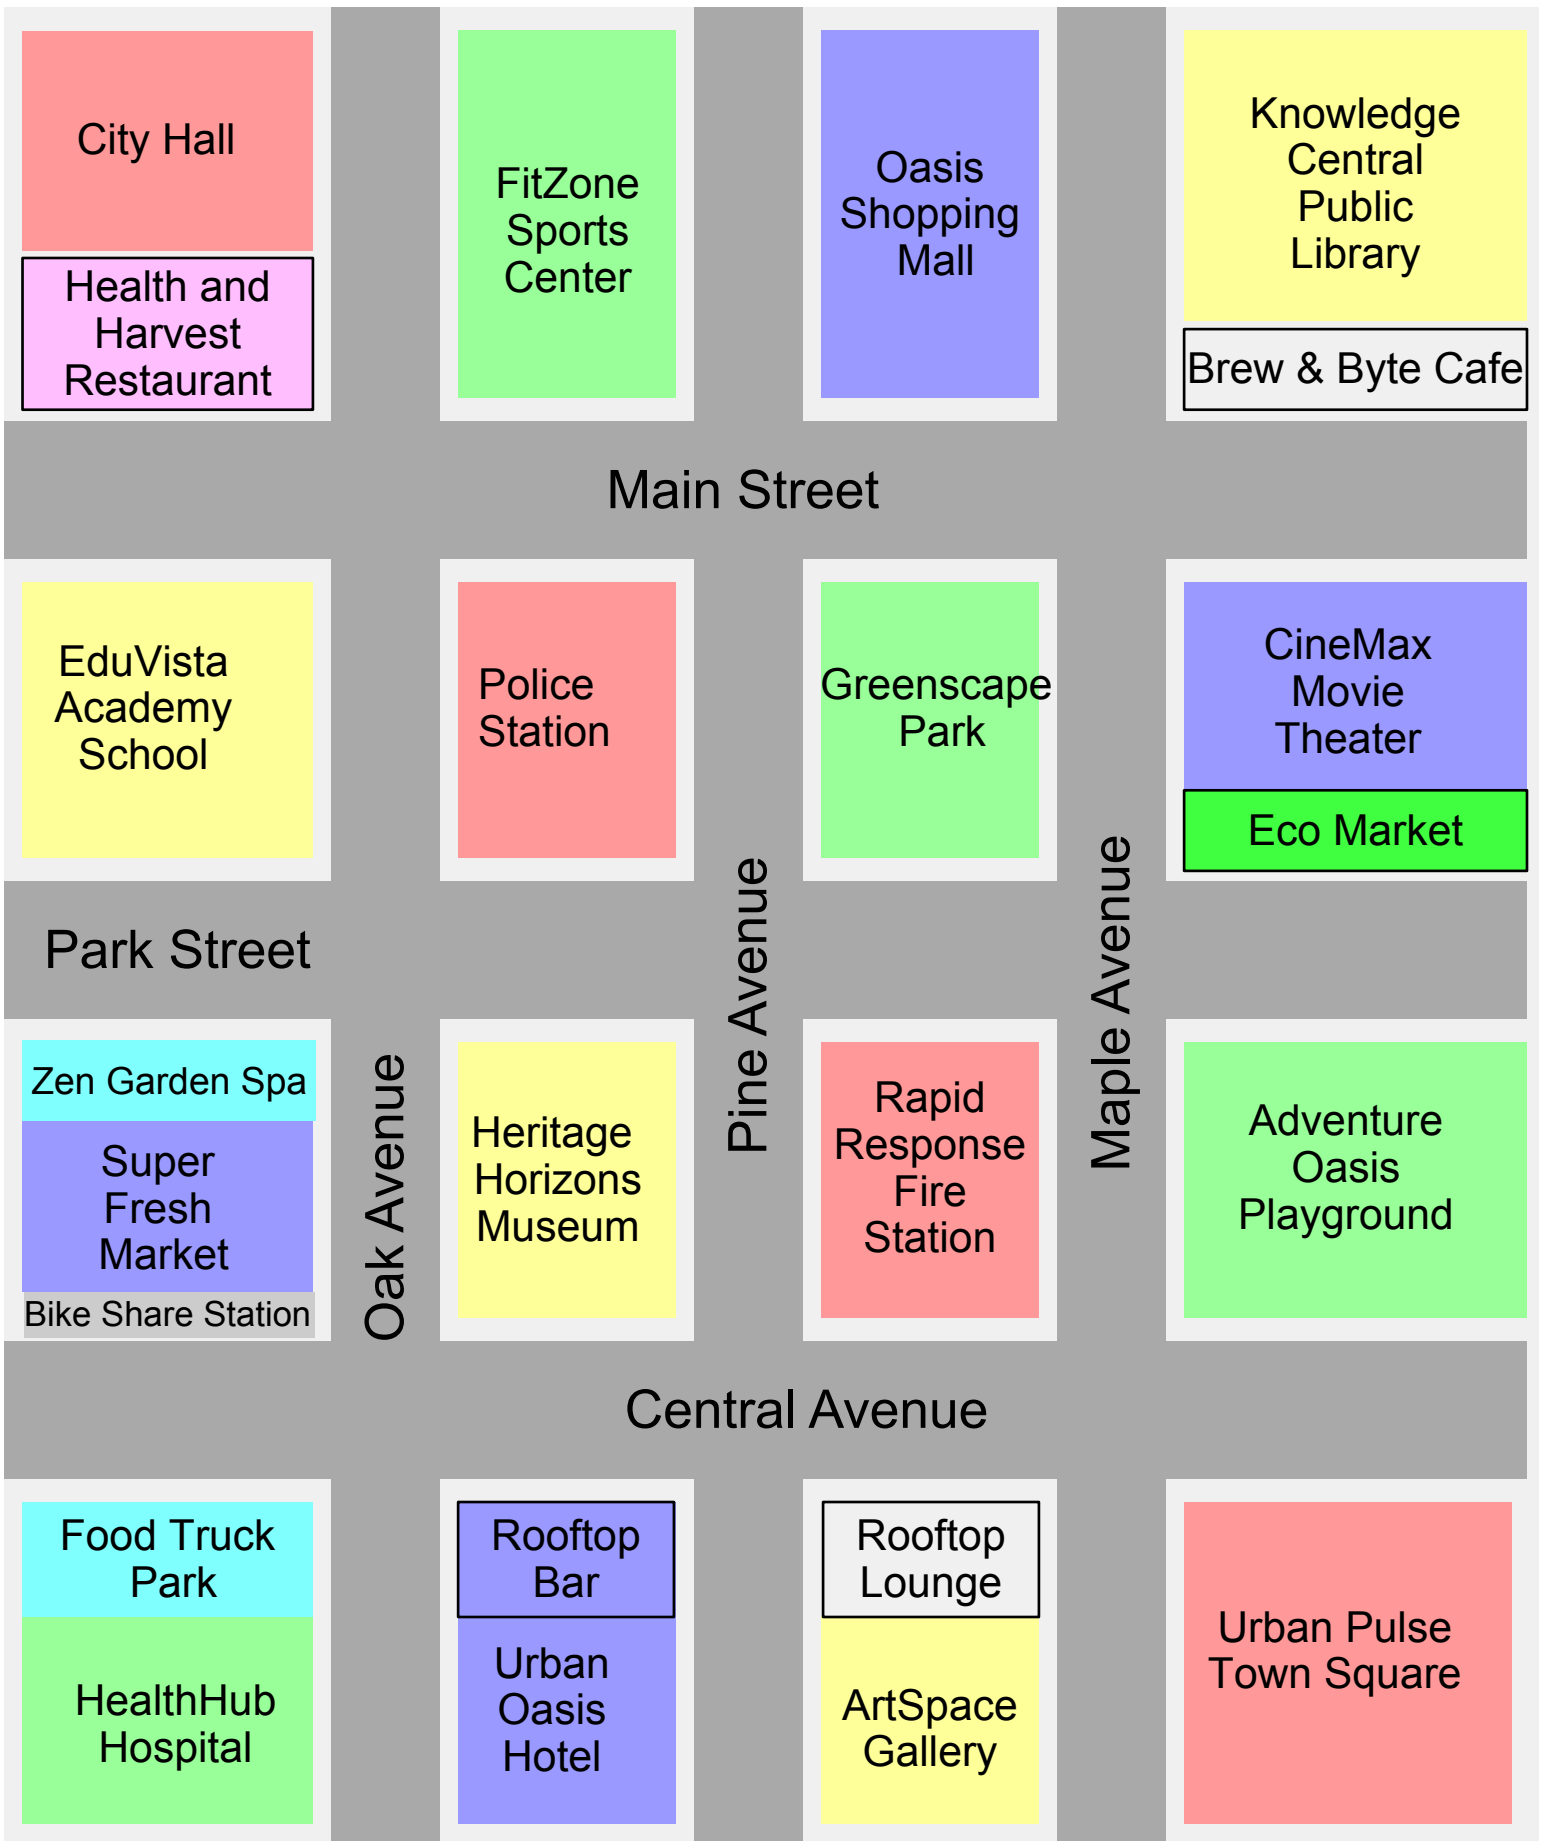 City Hall
Health and
Harvest
Restaurant
FitZone
Sports
Center
Oasis
Shopping
Mall
Knowledge
Central
Public
Library
Brew & Byte Cafe
Main Street
EduVista
Academy
School
Police
Station
Greenscape
Park
CineMax
Movie
Theater
Eco Market
Park Street
Oak Avenue
Pine Avenue
Maple Avenue
Zen Garden Spa
Super
Fresh
Market
Bike Share Station
Heritage
Horizons
Museum
Rapid
Response
Fire
Station
Adventure
Oasis
Playground
Central Avenue
Food Truck
Park
HealthHub
Hospital
Rooftop
Bar
Urban
Oasis
Hotel
Rooftop
Lounge
ArtSpace
Gallery
Urban Pulse
Town Square